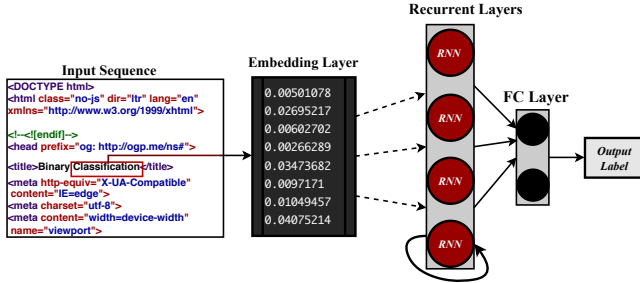 Recurrent Layers
Embedding Layer
Input Sequence
<DOCTYPE html>
<html class="no-js" dir="ltr" lang="en"
xmlns="http://www.w3.org/1999/xhtml">
<!--<![endif]-->
<head prefix="og: http://ogp.me/ns#">
<title>Binary Classification</title>
<meta http-equiv="X-UA-Compatible"
content="IE=edge">
<meta charset="utf-8">
<meta content="width=device-width"
name="viewport">
0.00501078
0.02695217
0.00602702
0.00266289
0.03473682
0.0097171
0.01049457
0.04075214
RNN
RNN
RNN
RNN
FC Layer
Output
Label